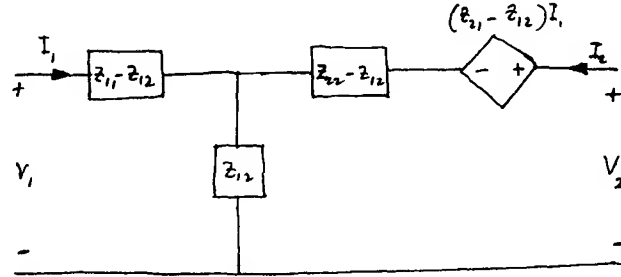 (Z₂₁ - Z₁₂) I₁
I₁
Z₁₁-Z₁₂
Z₂₂-Z₁₂
- +
I₂
+
+
V₁
Z₁₂
V₂
-
-